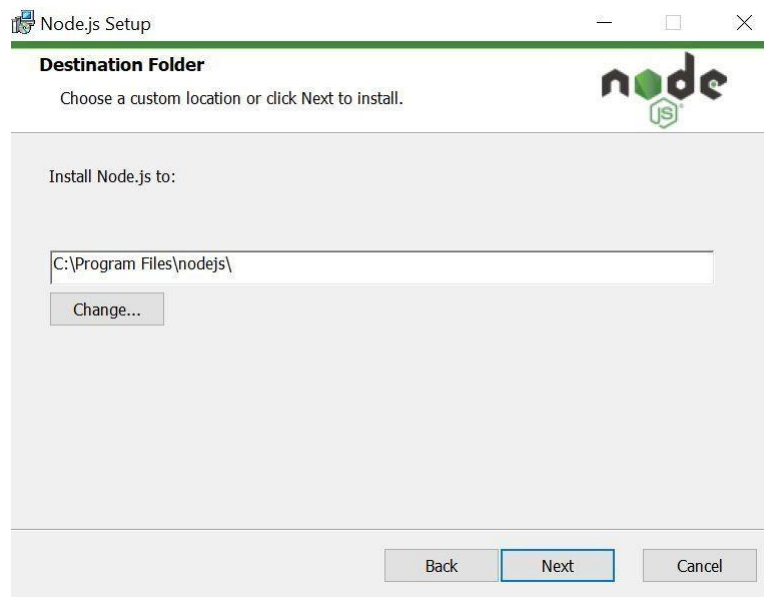 Node.js Setup
Destination Folder
Choose a custom location or click Next to install.
node
JS
Install Node.js to:
C:\Program Files\nodejs\
Change...
Back Next Cancel